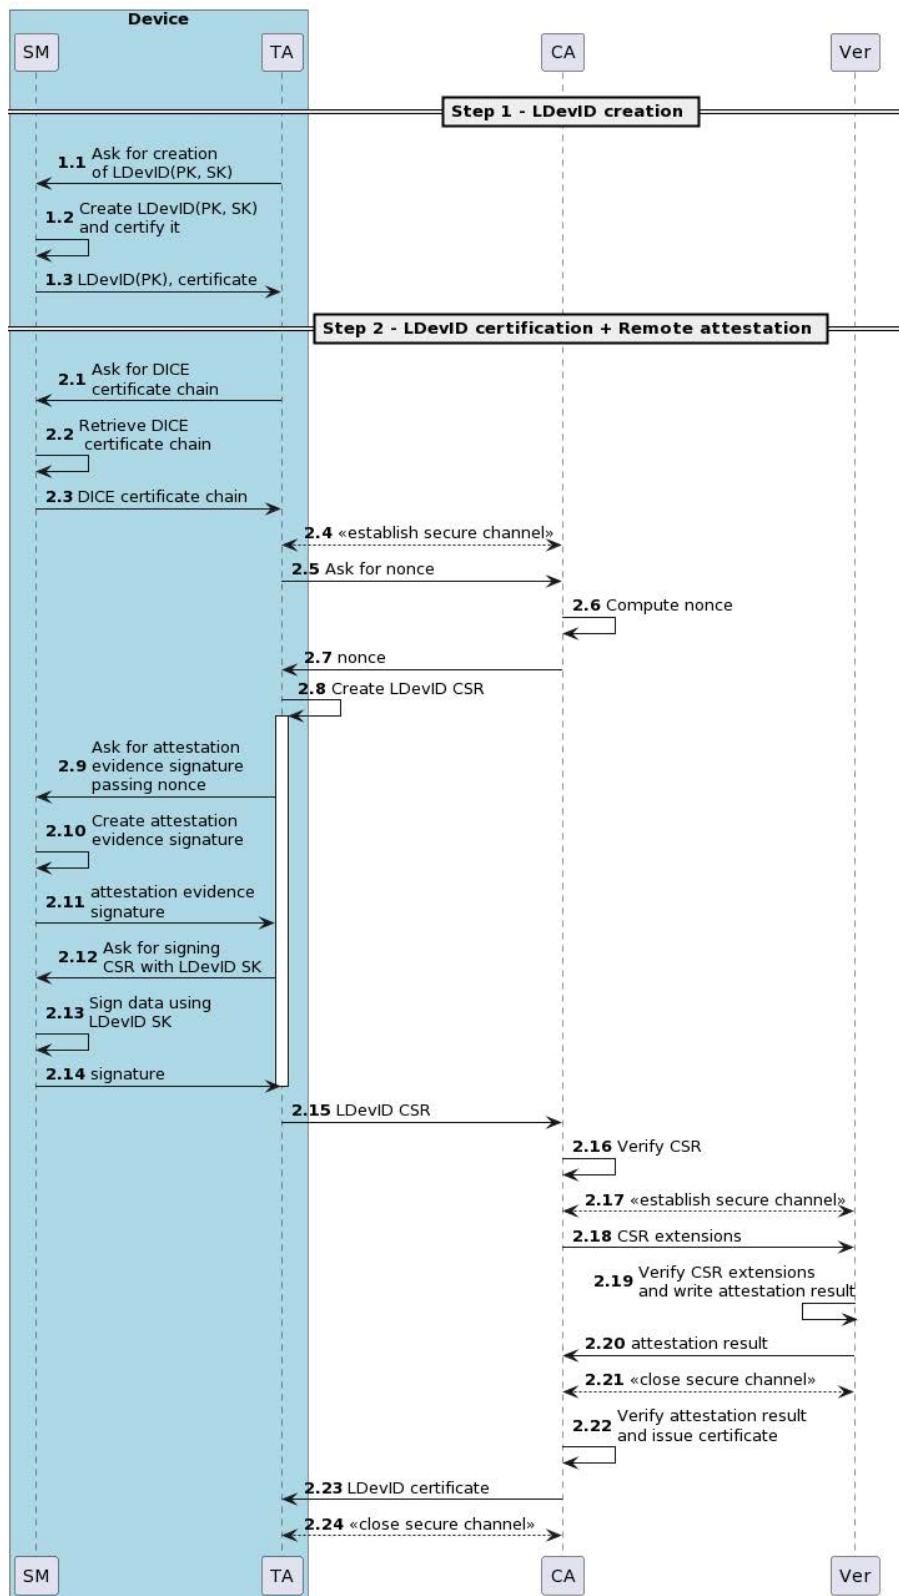 Device
SM
TA
CA
Ver
Step 1 - LDevID creation
1.1 Ask for creation
of LDevID(PK, SK)
1.2 Create LDevID(PK, SK)
and certify it
1.3 LDevID(PK), certificate
Step 2 - LDevID certification + Remote attestation
2.1 Ask for DICE
certificate chain
2.2 Retrieve DICE
certificate chain
2.3 DICE certificate chain
2.4 «establish secure channel»
2.5 Ask for nonce
2.6 Compute nonce
2.7 nonce
2.8 Create LDevID CSR
Ask for attestation
2.9 evidence signature
passing nonce
2.10 Create attestation
evidence signature
2.11 attestation evidence
signature
2.12 Ask for signing
CSR with LDevID SK
2.13 Sign data using
LDevID SK
2.14 signature
2.15 LDevID CSR
2.16 Verify CSR
2.17 «establish secure channel»
2.18 CSR extensions
2.19 Verify CSR extensions
and write attestation result
2.20 attestation result
2.21 «close secure channel»
2.22 Verify attestation result
and issue certificate
2.23 LDevID certificate
2.24 «close secure channel»
SM
TA
CA
Ver